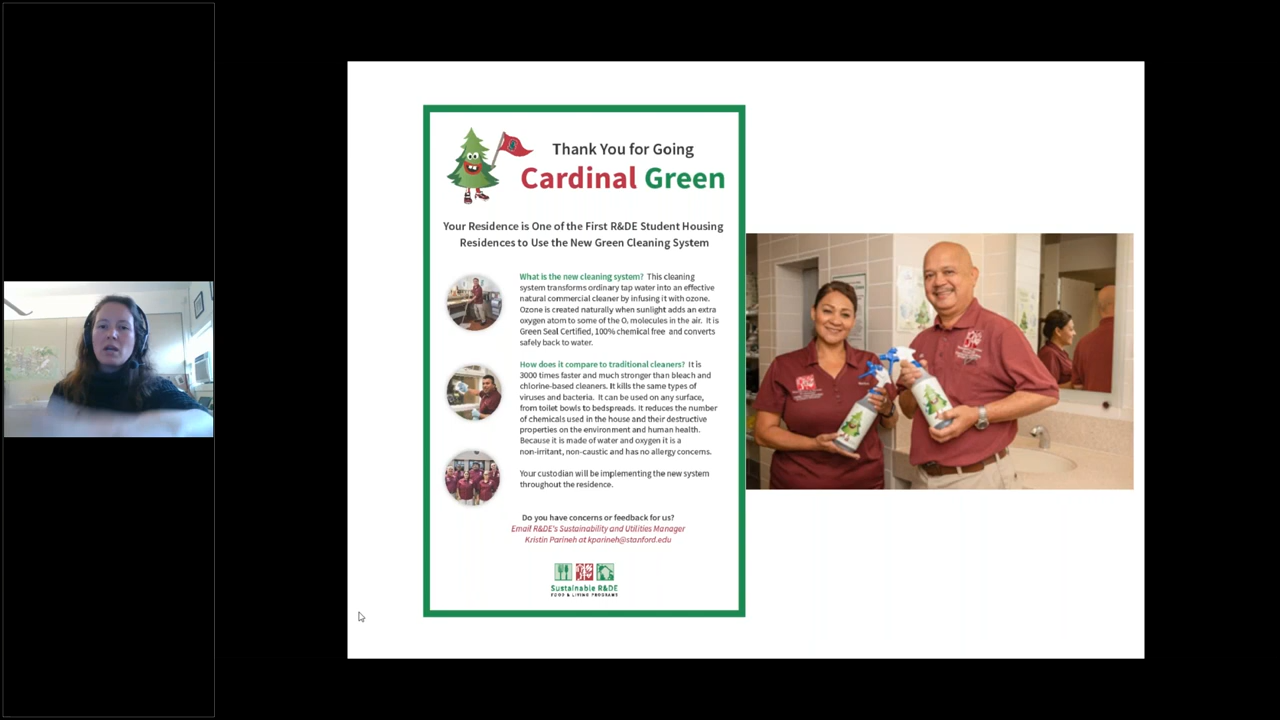 Thank You for Going
Cardinal Green
Your Residence is One of the First R&DE Student Housing
Residences to Use the New Green Cleaning System
What is the new cleaning system? This cleaning
system transforms ordinary tap water into an effective
natural commercial cleaner by infusing it with ozone.
Ozone is created naturally when sunlight adds an extra
oxygen atom to some of the O₂ molecules in the air. It is
Green Seal Certified, 100% chemical free and converts
safely back to water.
How does it compare to traditional cleaners? It is
3000 times faster and much stronger than bleach and
chlorine-based cleaners. It kills the same types of
viruses and bacteria. It can be used on any surface,
from toilet bowls to bedspreads. It reduces the number
of chemicals used in the house and their destructive
properties on the environment and human health.
Because it is made of water and oxygen it is a
non-irritant, non-caustic and has no allergy concerns.
Your custodian will be implementing the new system
throughout the residence.
Do you have concerns or feedback for us?
Email R&DE's Sustainability and Utilities Manager
Kristin Parineh at kparineh@stanford.edu
Sustainable R&DE
FOOD & LIVING PROGRAMS